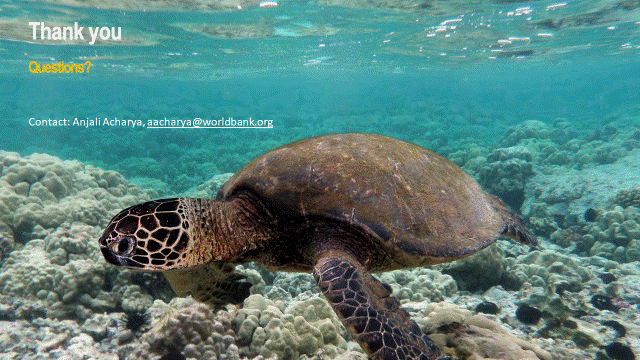 Thank you
Questions?
Contact: Anjali Acharya, aacharya@worldbank.org